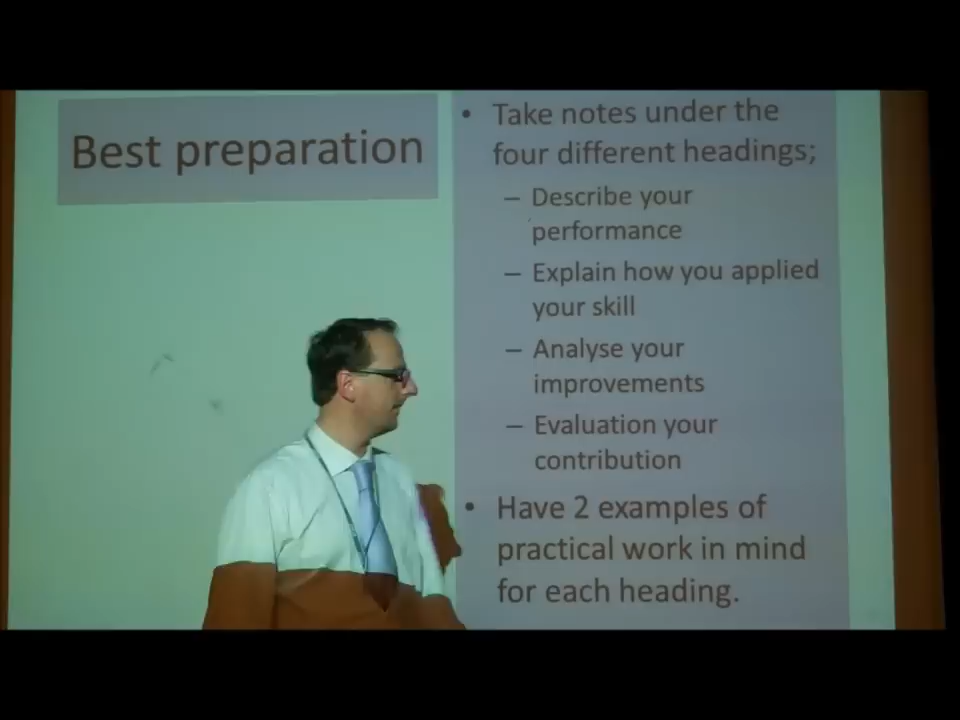 Best preparation
• Take notes under the
four different headings;
– Describe your
performance
– Explain how you applied
your skill
– Analyse your
improvements
– Evaluation your
contribution
• Have 2 examples of
practical work in mind
for each heading.